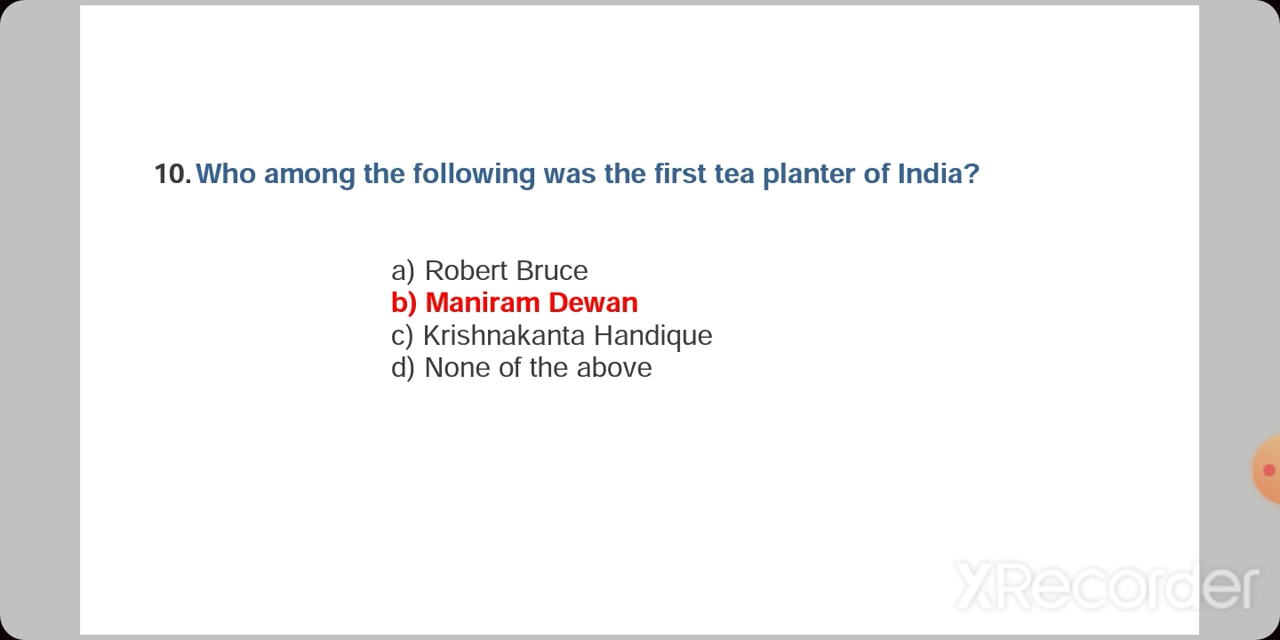 10. Who among the following was the first tea planter of India?
a) Robert Bruce
b) Maniram Dewan
c) Krishnakanta Handique
d) None of the above
XRecorder